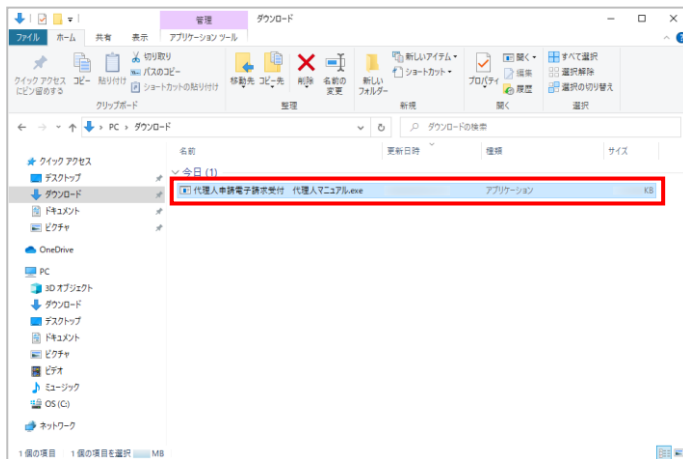 管理 ダウンロード
ファイル ホーム 共有 表示 アプリケーション ツール
クイック アクセスにピン留めする
コピー
貼り付け
切り取り
パスのコピー
ショートカットの貼り付け
クリップボード
移動先 コピー先 削除 名前の変更
整理
新しいフォルダー
新しいアイテム
ショートカット
新規
プロパティ
開く
編集
履歴
開く
すべて選択
選択解除
選択の切り替え
選択
PC ダウンロード
ダウンロードの検索
名前 更新日時 種類 サイズ
今日 (1)
代理人申請電子請求受付 代理人マニュアル.exe アプリケーション KB
クイック アクセス
デスクトップ
ダウンロード
ドキュメント
ピクチャ
OneDrive
PC
3D オブジェクト
ダウンロード
デスクトップ
ドキュメント
ピクチャ
ビデオ
ミュージック
OS (C:)
ネットワーク
1 個の項目 1 個の項目を選択 MB